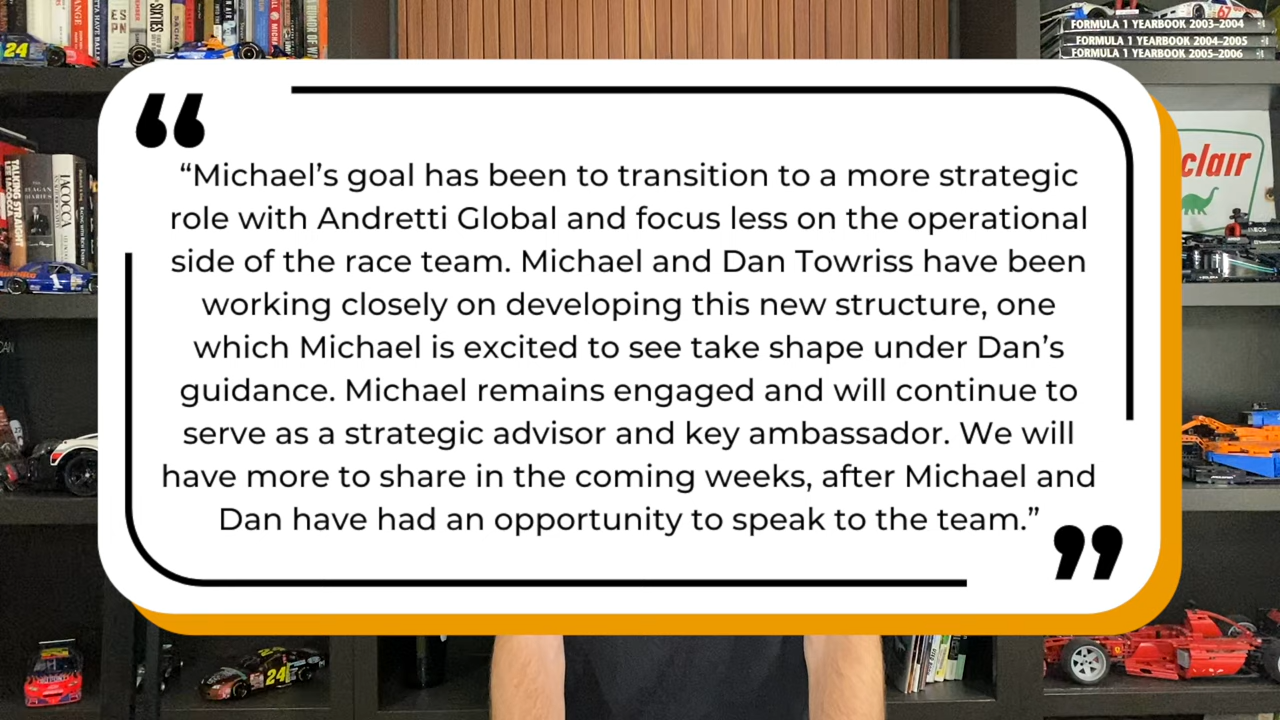 24
FORMULA 1 YEARBOOK 2003-2004
FORMULA 1 YEARBOOK 2004-2005
FORMULA 1 YEARBOOK 2005-2006
“Michael’s goal has been to transition to a more strategic
role with Andretti Global and focus less on the operational
side of the race team. Michael and Dan Towriss have been
working closely on developing this new structure, one
which Michael is excited to see take shape under Dan’s
guidance. Michael remains engaged and will continue to
serve as a strategic advisor and key ambassador. We will
have more to share in the coming weeks, after Michael and
Dan have had an opportunity to speak to the team.”
clair
IACOCCA
TALKING STRAIGHT
24